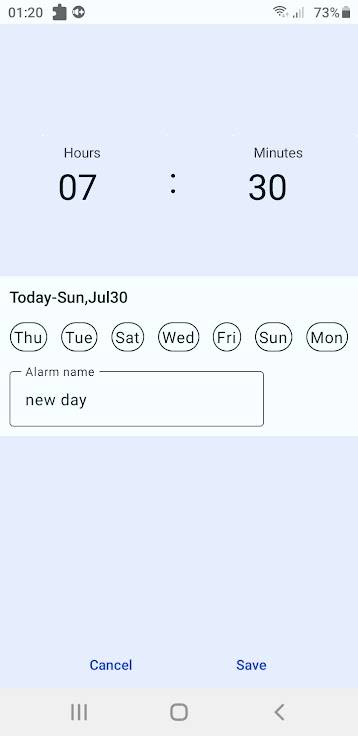 01:20 73%
Hours Minutes
07 : 30
Today-Sun,Jul30
Thu Tue Sat Wed Fri Sun Mon
Alarm name
new day
Cancel Save